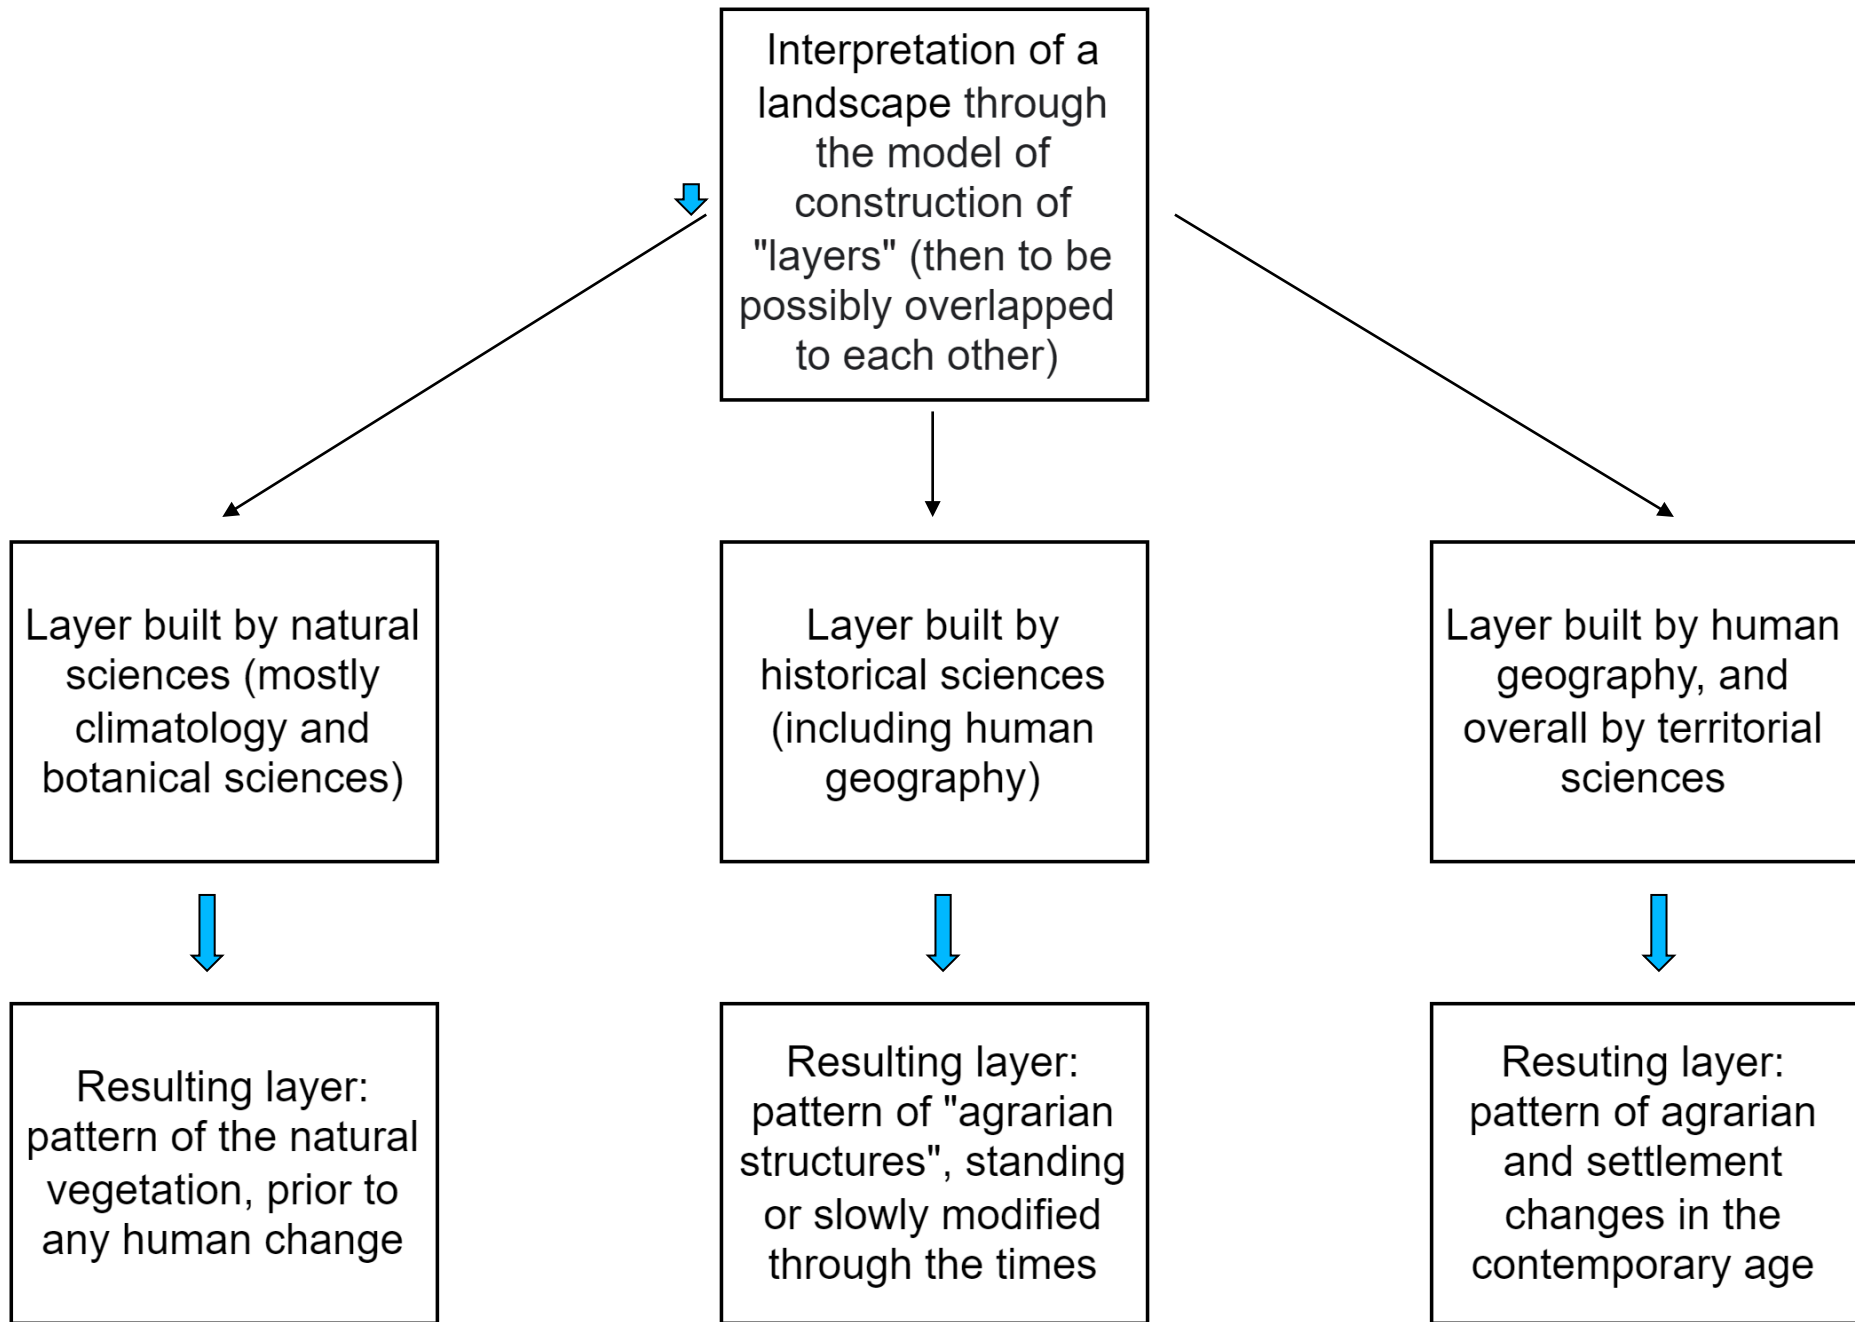 Interpretation of a
landscape through
the model of
construction of
"layers" (then to be
possibly overlapped
to each other)
Layer built by natural
sciences (mostly
climatology and
botanical sciences)
Layer built by
historical sciences
(including human
geography)
Layer built by human
geography, and
overall by territorial
sciences
Resulting layer:
pattern of the natural
vegetation, prior to
any human change
Resulting layer:
pattern of "agrarian
structures", standing
or slowly modified
through the times
Resuting layer:
pattern of agrarian
and settlement
changes in the
contemporary age